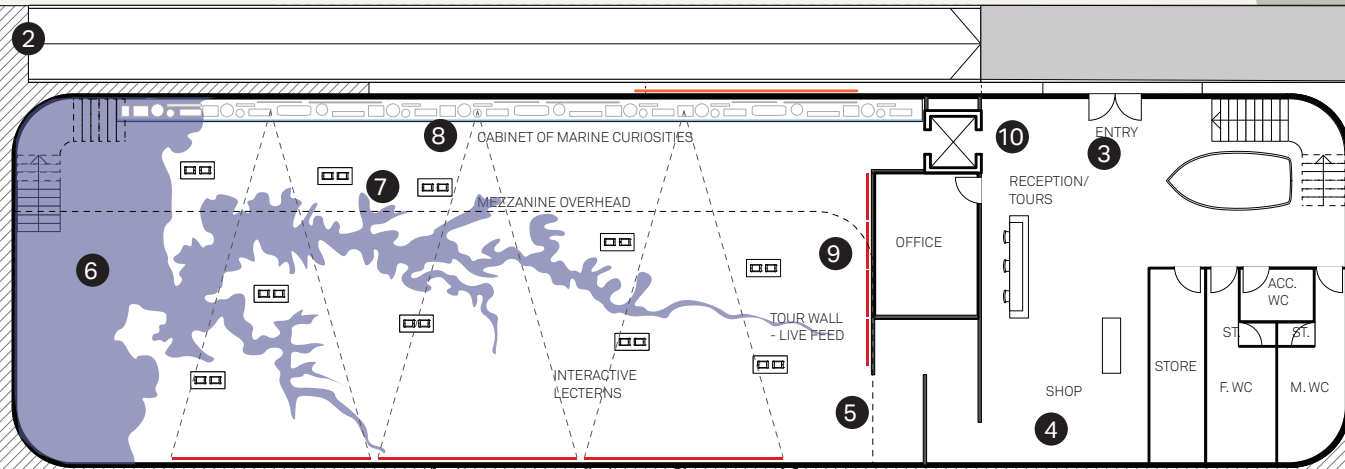 2
8
CABINET OF MARINE CURIOSITIES
10
ENTRY
3
7
MEZZANINE OVERHEAD
RECEPTION/
TOURS
6
9
OFFICE
TOUR WALL
- LIVE FEED
INTERACTIVE
LECTERNS
5
SHOP
4
STORE
ACC.
WC
ST.
ST.
F. WC
M. WC